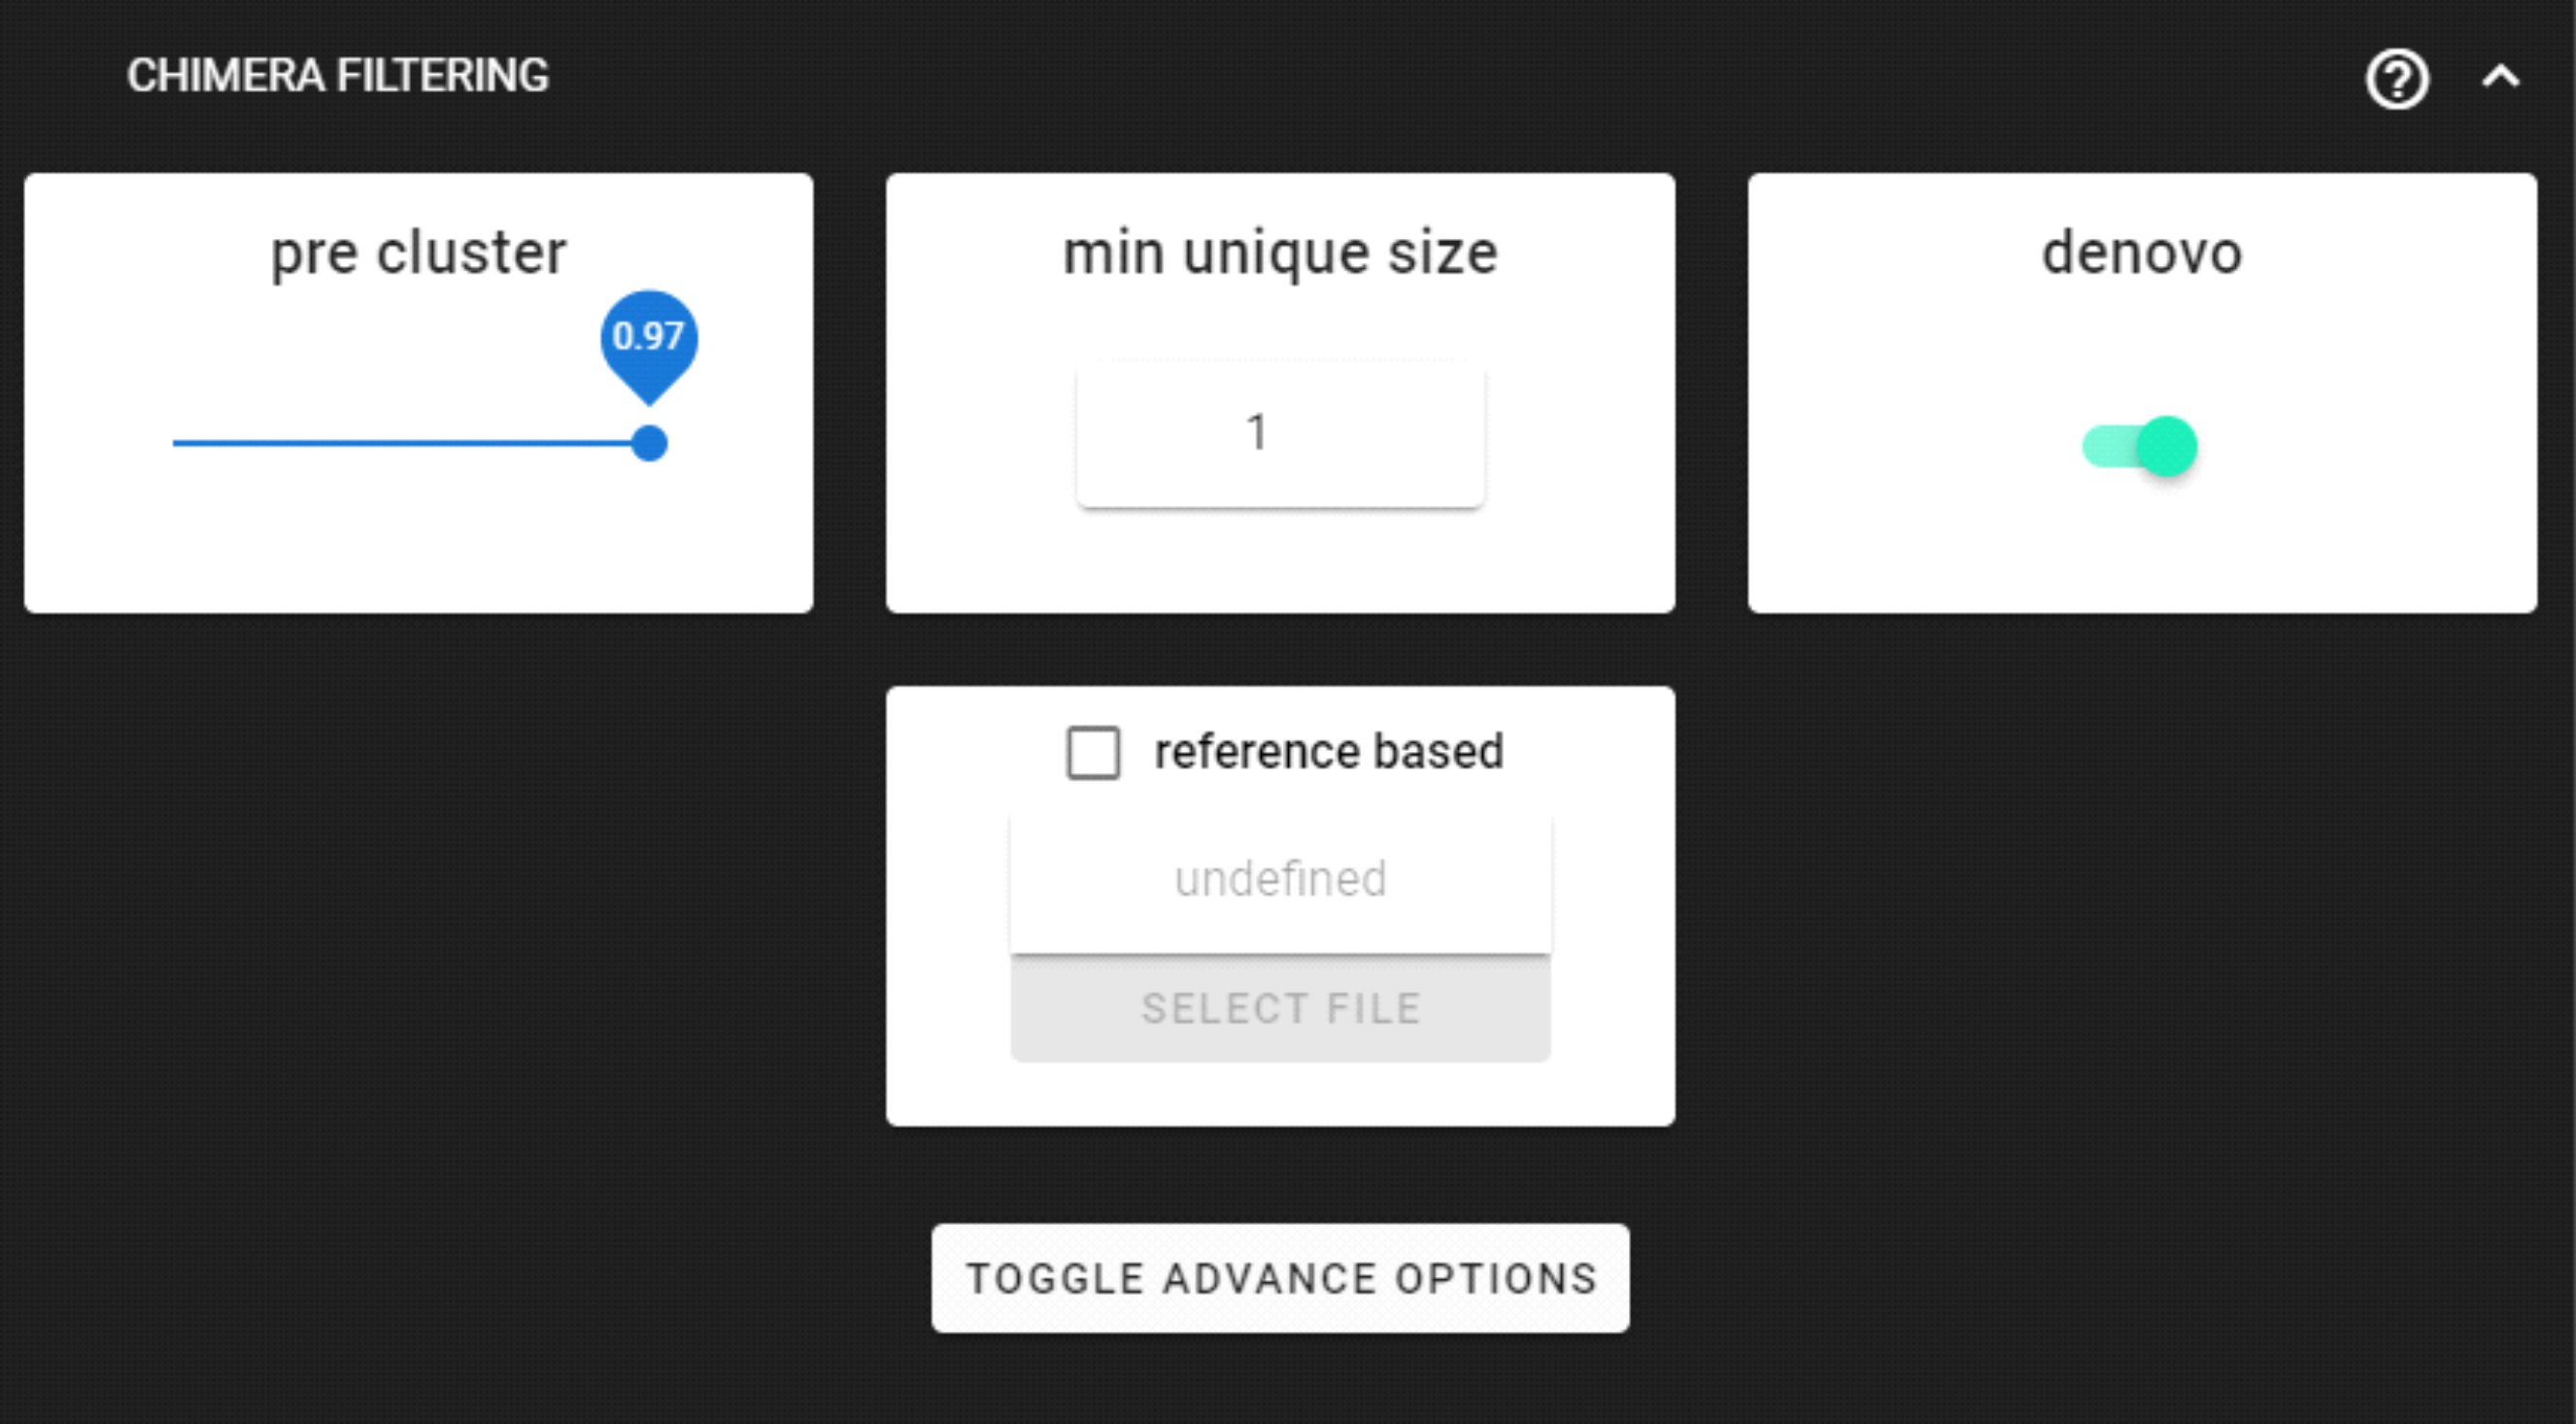 CHIMERA FILTERING
pre cluster
0.97
min unique size
1
denovo
reference based
undefined
SELECT FILE
TOGGLE ADVANCE OPTIONS